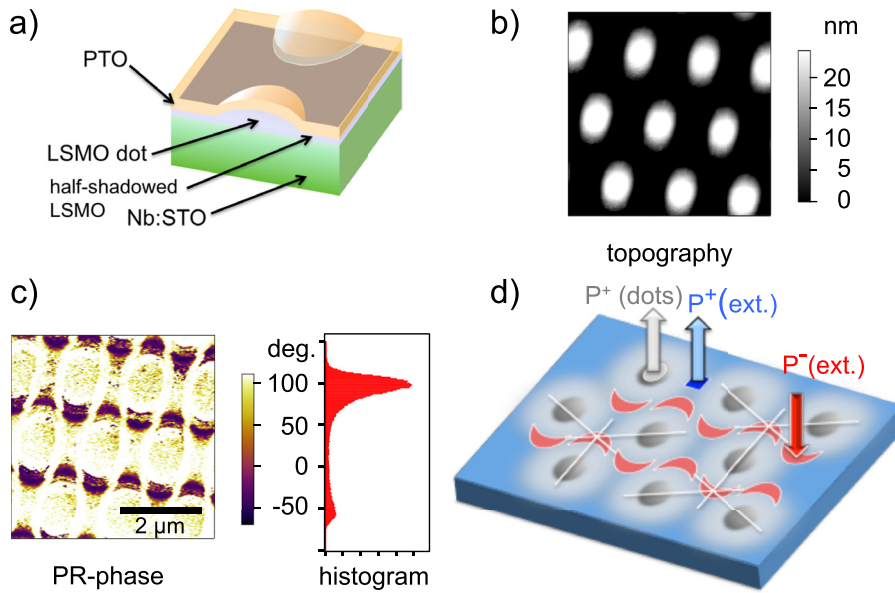 a)
PTO
LSMO dot
half-shadowed
LSMO
Nb:STO
b)
nm
20
15
10
5
0
topography
c)
deg.
100
50
0
-50
2 µm
PR-phase
histogram
d)
P⁺ (dots)
P⁺(ext.)
P⁻(ext.)